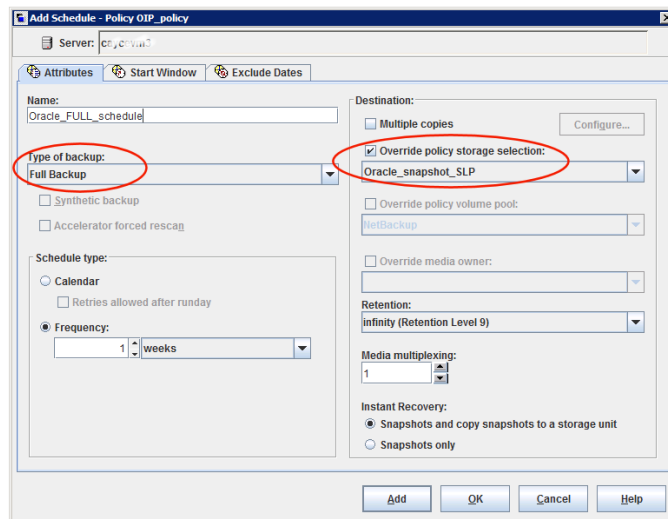 Add Schedule - Policy OIP_policy
Server:
Attributes
Start Window
Exclude Dates
Name:
Oracle_FULL_schedule
Type of backup:
Full Backup
Synthetic backup
Accelerator forced rescan
Schedule type:
Calendar
Retries allowed after runday
Frequency:
1 weeks
Destination:
Multiple copies
Configure...
Override policy storage selection:
Oracle_snapshot_SLP
Override policy volume pool:
NetBackup
Override media owner:
Retention:
infinity (Retention Level 9)
Media multiplexing:
1
Instant Recovery:
Snapshots and copy snapshots to a storage unit
Snapshots only
Add
OK
Cancel
Help